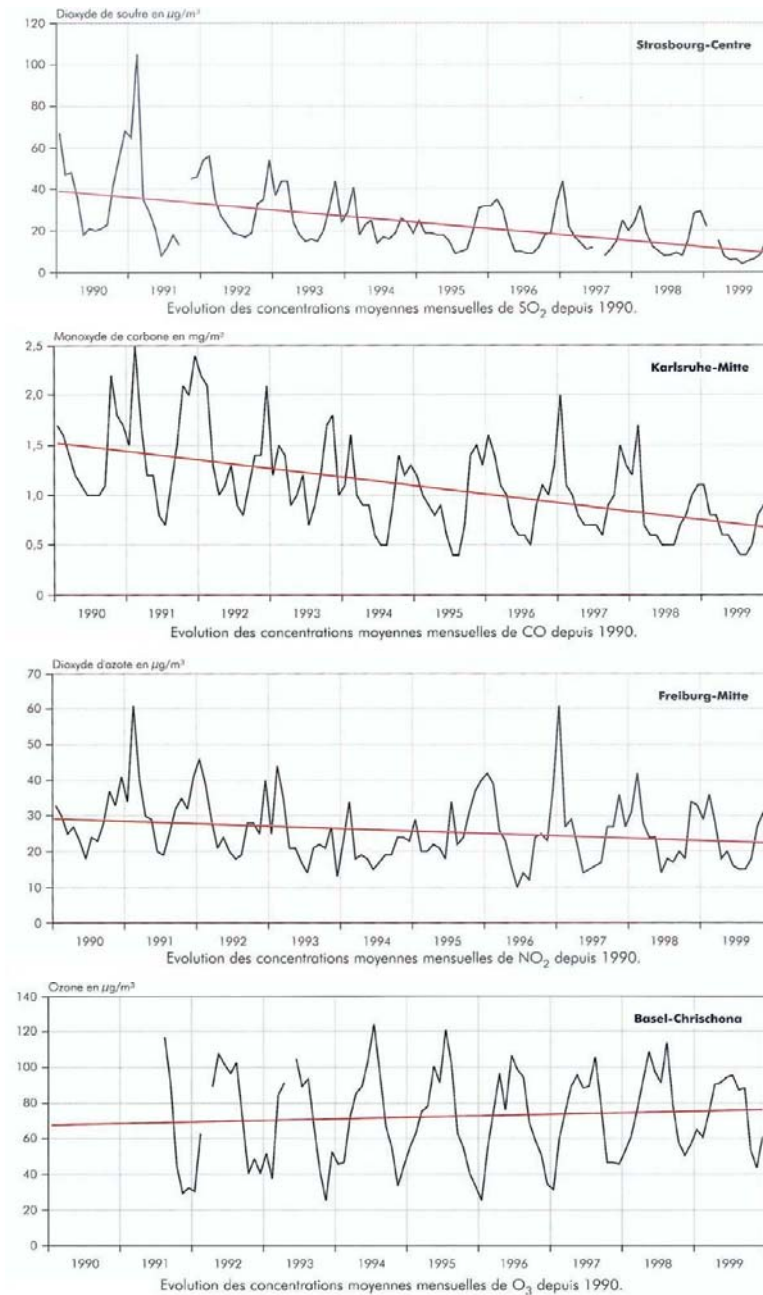 Dioxyde de soufre en µg/m³
Strasbourg-Centre
120
100
80
60
40
20
0
1990 1991 1992 1993 1994 1995 1996 1997 1998 1999
Evolution des concentrations moyennes mensuelles de SO₂ depuis 1990.
Monoxyde de carbone en mg/m³
Karlsruhe-Mitte
2,5
2,0
1,5
1,0
0,5
0
1990 1991 1992 1993 1994 1995 1996 1997 1998 1999
Evolution des concentrations moyennes mensuelles de CO depuis 1990.
Dioxyde d'azote en µg/m³
Freiburg-Mitte
70
60
50
40
30
20
10
0
1990 1991 1992 1993 1994 1995 1996 1997 1998 1999
Evolution des concentrations moyennes mensuelles de NO₂ depuis 1990.
Ozone en µg/m³
Basel-Chrischona
140
120
100
80
60
40
20
0
1990 1991 1992 1993 1994 1995 1996 1997 1998 1999
Evolution des concentrations moyennes mensuelles de O₃ depuis 1990.